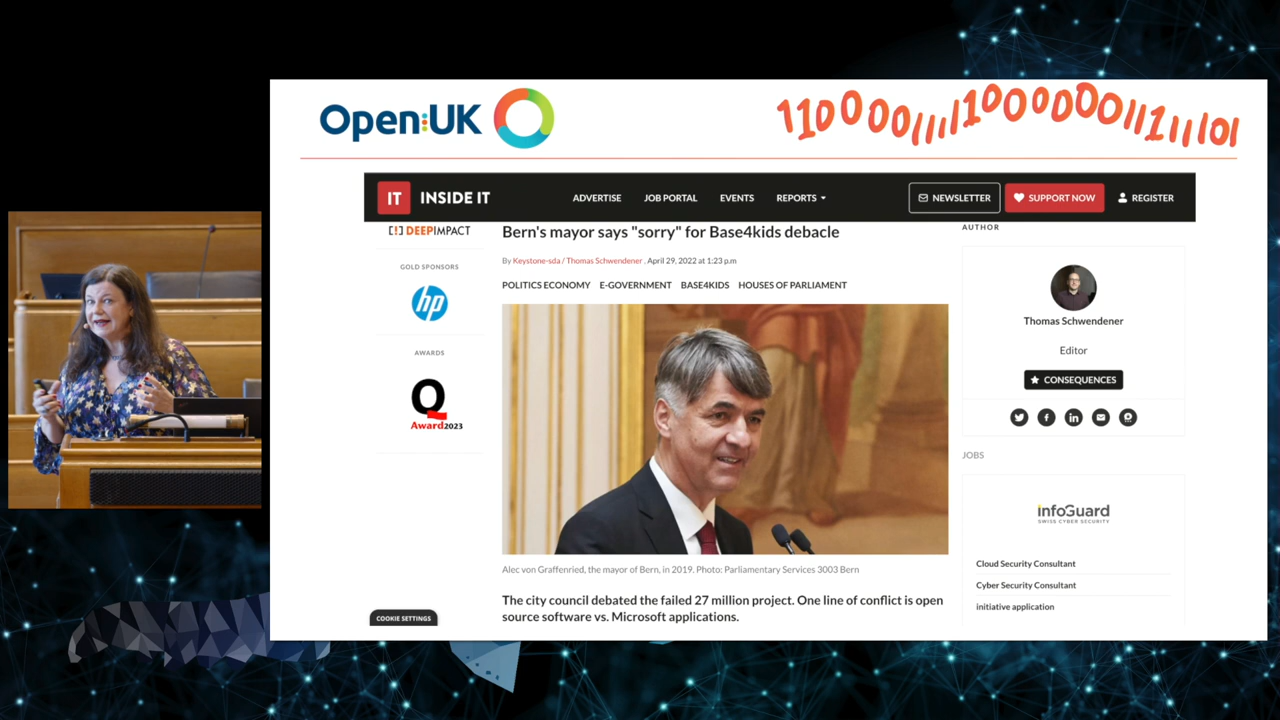 Open:UK
110000111110000000111111101
IT INSIDE IT
ADVERTISE
JOB PORTAL
EVENTS
REPORTS
NEWSLETTER
SUPPORT NOW
REGISTER
[!] DEEPIMPACT
GOLD SPONSORS
hp
AWARDS
Q
Award2023
COOKIE SETTINGS
Bern's mayor says "sorry" for Base4kids debacle
By Keystone-sda / Thomas Schwendener . April 29, 2022 at 1:23 p.m
POLITICS ECONOMY E-GOVERNMENT BASE4KIDS HOUSES OF PARLIAMENT
Alec von Graffenried, the mayor of Bern, in 2019. Photo: Parliamentary Services 3003 Bern
The city council debated the failed 27 million project. One line of conflict is open
source software vs. Microsoft applications.
AUTHOR
Thomas Schwendener
Editor
CONSEQUENCES
JOBS
infoGuard
SWISS CYBER SECURITY
Cloud Security Consultant
Cyber Security Consultant
initiative application